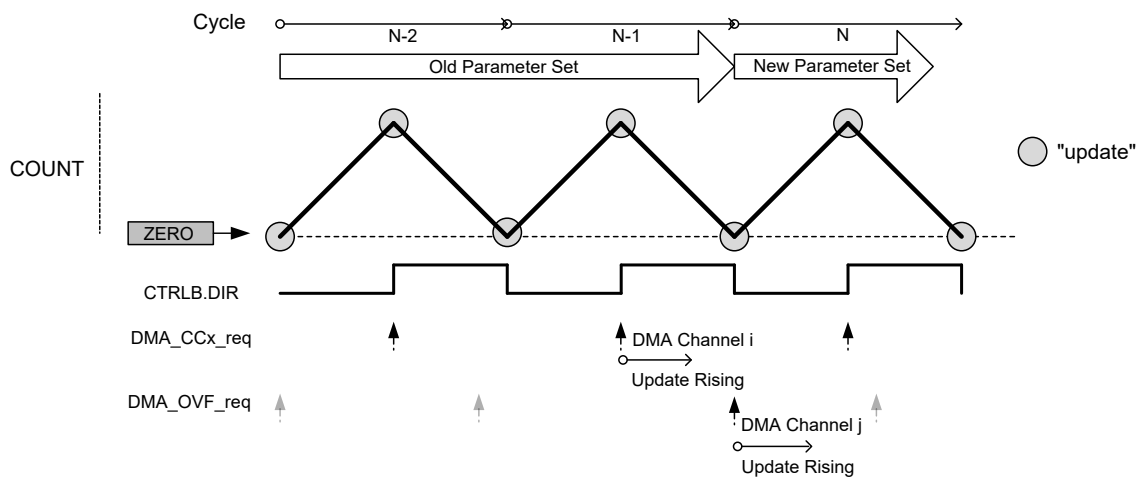 Cycle
N-2
N-1
N
Old Parameter Set
New Parameter Set
COUNT
"update"
ZERO
CTRLB.DIR
DMA_CCx_req
DMA Channel i
Update Rising
DMA_OVF_req
DMA Channel j
Update Rising